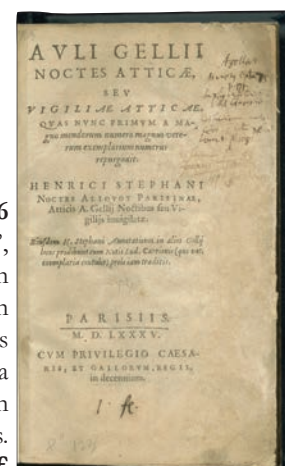 AVLI GELLII
NOCTES ATTICÆ,
SEV
VIGILIAE ATTICAE,
QVAS NVNC PRIMVM A MA-
gno mendorum numero magnus vete-
rum exemplarium numerus
repurgauit.
HENRICI STEPHANI
NOCTES ALIQVOT PARISINAE,
Atticis A. Gellij Noctibus seu Vi-
gilijs inuigilatæ.
Eiusdem H. Stephani Annotationes in alios Gellij
locos prodibunt cum Notis Lud. Carrionis (qui vet.
exemplaria contulit) prelo iam traditis.
PARISIIS
M. D. LXXXV.
CVM PRIVILEGIO CAESA-
RIS, ET GALLORVM REGIS,
in decennium.
6
,
n
n
s
a
n
s.
f